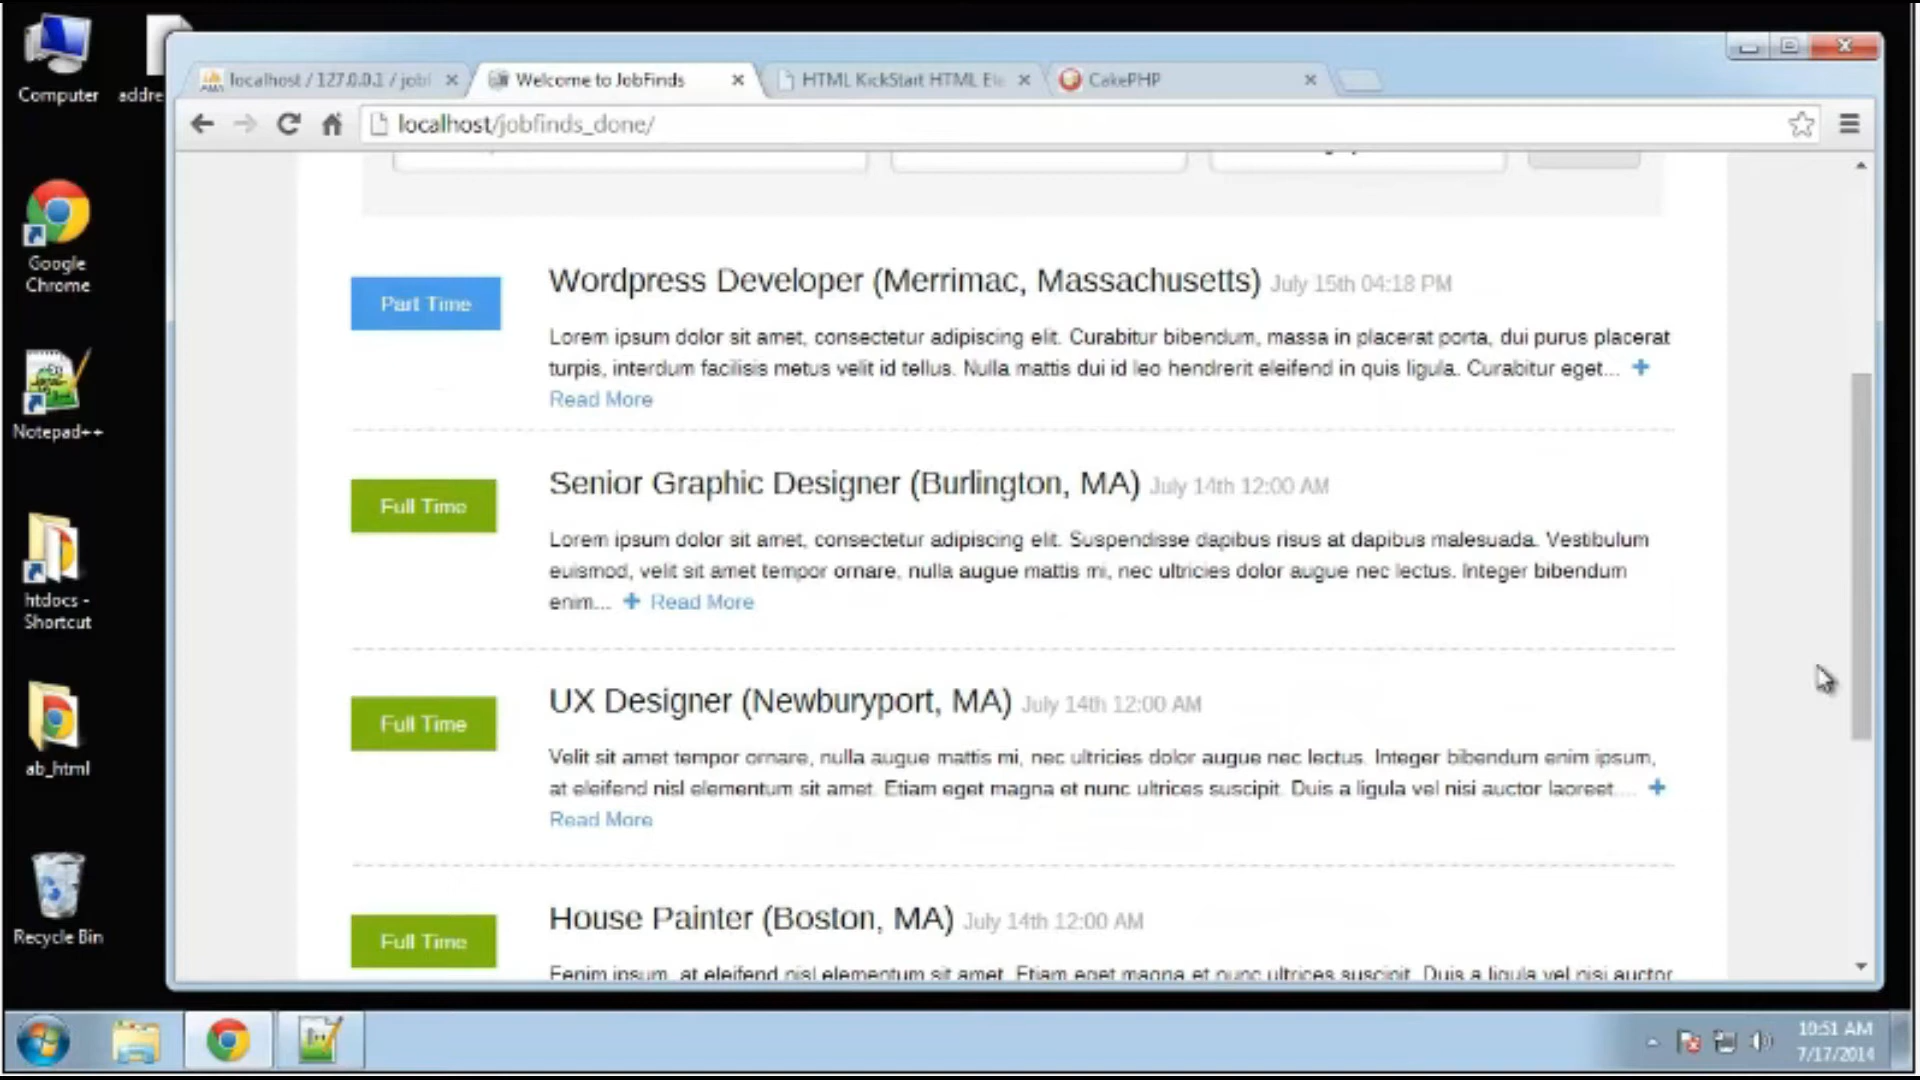 Computer
addre
localhost / 127.0.0.1 / jobf
Welcome to JobFinds
HTML KickStart HTML Ele
CakePHP
localhost/jobfinds_done/
Google
Chrome
Notepad++
htdocs -
Shortcut
ab_html
Recycle Bin
Part Time
Wordpress Developer (Merrimac, Massachusetts) July 15th 04:18 PM
Lorem ipsum dolor sit amet, consectetur adipiscing elit. Curabitur bibendum, massa in placerat porta, dui purus placerat
turpis, interdum facilisis metus velit id tellus. Nulla mattis dui id leo hendrerit eleifend in quis ligula. Curabitur eget... +
Read More
Full Time
Senior Graphic Designer (Burlington, MA) July 14th 12:00 AM
Lorem ipsum dolor sit amet, consectetur adipiscing elit. Suspendisse dapibus risus at dapibus malesuada. Vestibulum
euismod, velit sit amet tempor ornare, nulla augue mattis mi, nec ultricies dolor augue nec lectus. Integer bibendum
enim... + Read More
Full Time
UX Designer (Newburyport, MA) July 14th 12:00 AM
Velit sit amet tempor ornare, nulla augue mattis mi, nec ultricies dolor augue nec lectus. Integer bibendum enim ipsum,
at eleifend nisl elementum sit amet. Etiam eget magna et nunc ultrices suscipit. Duis a ligula vel nisi auctor laoreet.... +
Read More
Full Time
House Painter (Boston, MA) July 14th 12:00 AM
Fenim ipsum, at eleifend nisl elementum sit amet. Etiam eget magna et nunc ultrices suscipit. Duis a ligula vel nisi auctor
10:51 AM
7/17/2014